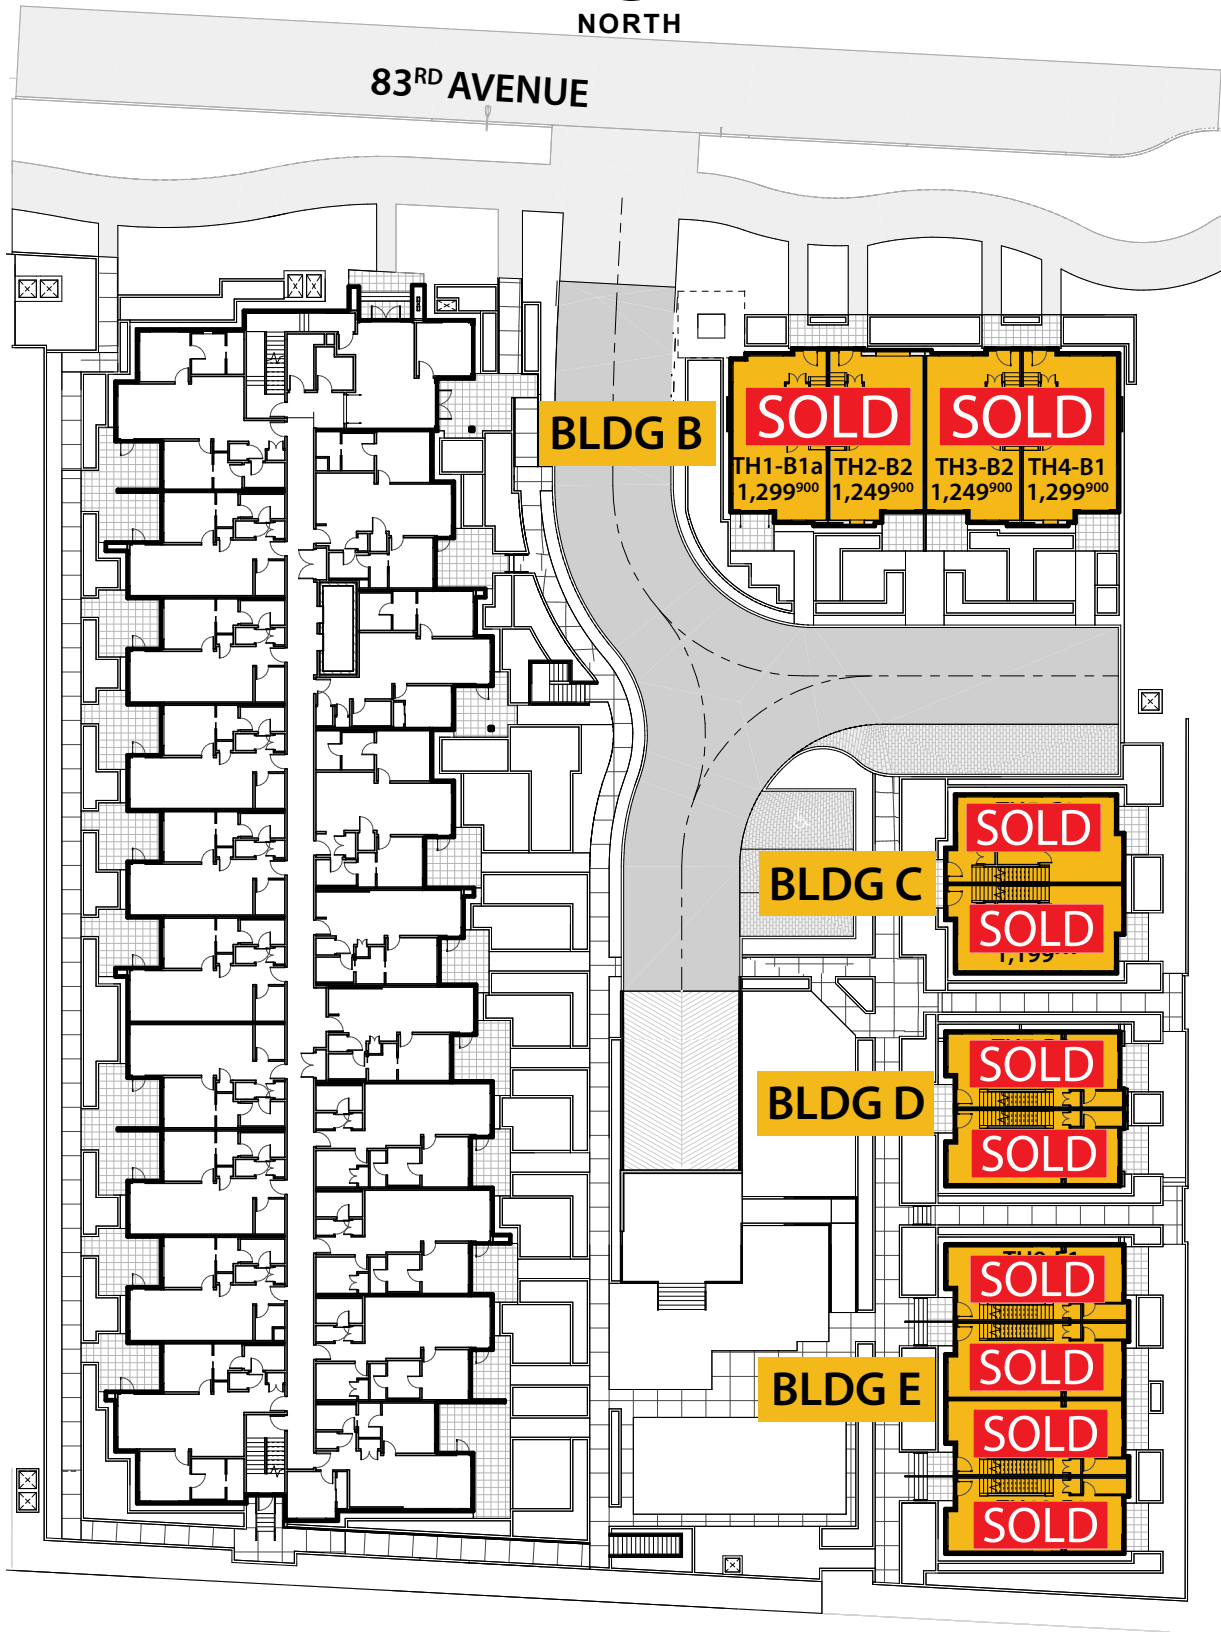 NORTH
83RD AVENUE
BLDG B
SOLD
SOLD
TH1-B1a
1,299900
TH2-B2
1,249900
TH3-B2
1,249900
TH4-B1
1,299900
BLDG C
SOLD
SOLD
BLDG D
SOLD
SOLD
BLDG E
SOLD
SOLD
SOLD
SOLD